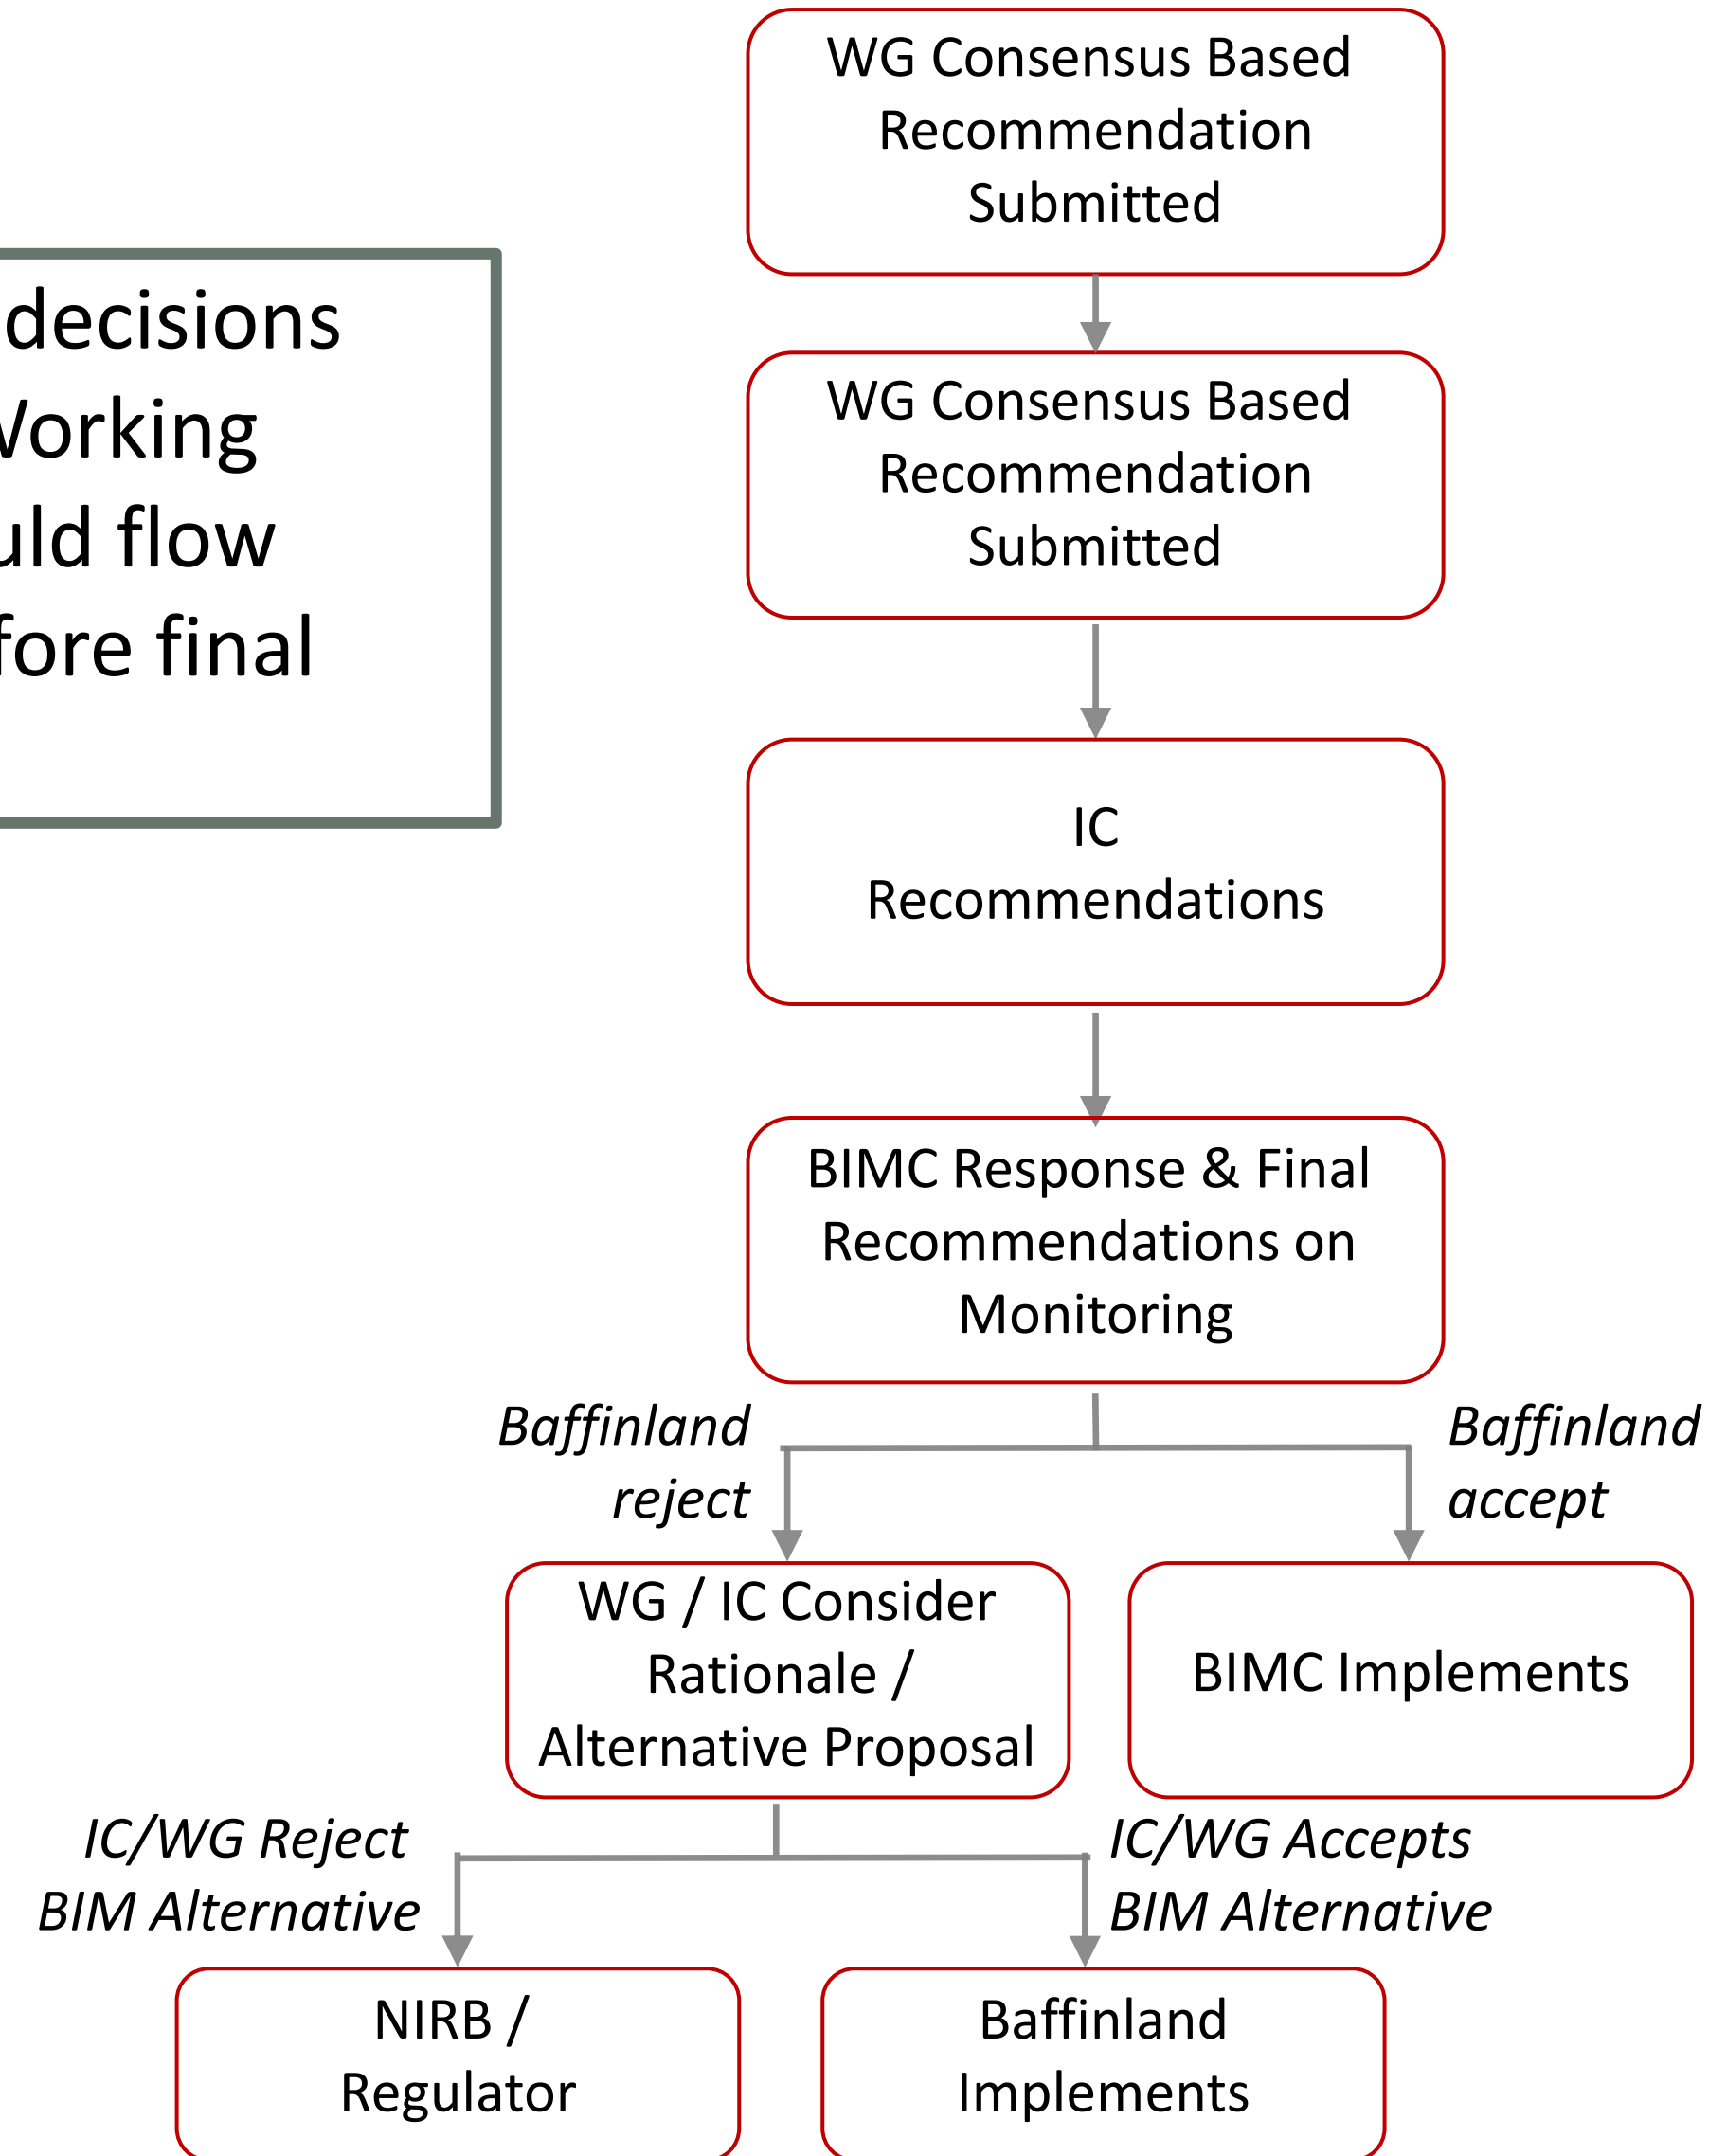 decisions
Working
uld flow
fore final
WG Consensus Based
Recommendation
Submitted
WG Consensus Based
Recommendation
Submitted
IC
Recommendations
BIMC Response & Final
Recommendations on
Monitoring
Baffinland
reject
Baffinland
accept
WG / IC Consider
Rationale /
Alternative Proposal
BIMC Implements
IC/WG Reject
BIM Alternative
IC/WG Accepts
BIM Alternative
NIRB /
Regulator
Baffinland
Implements